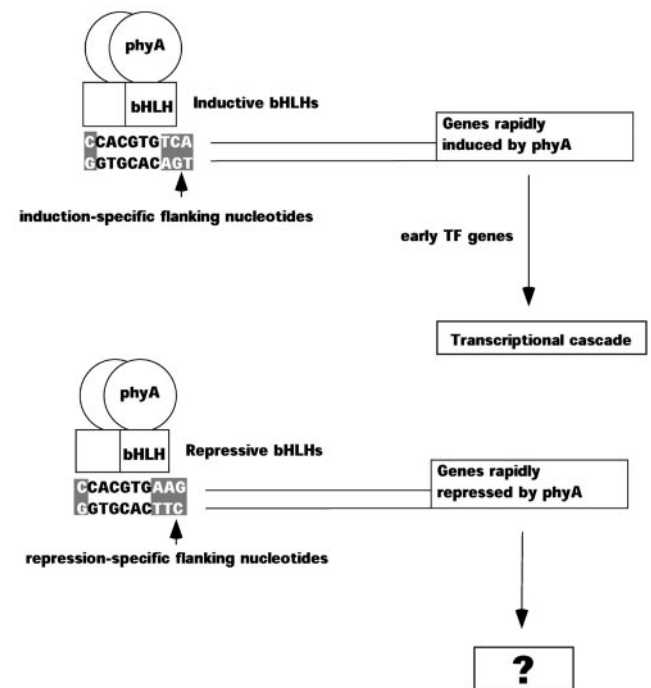 phyA
bHLH
Inductive bHLHs
CCACGTGTCA
GGTGCACAGT
induction-specific flanking nucleotides
Genes rapidly
induced by phyA
early TF genes
Transcriptional cascade
phyA
bHLH
Repressive bHLHs
CCACGTGAAG
GGTGCACTTC
repression-specific flanking nucleotides
Genes rapidly
repressed by phyA
?